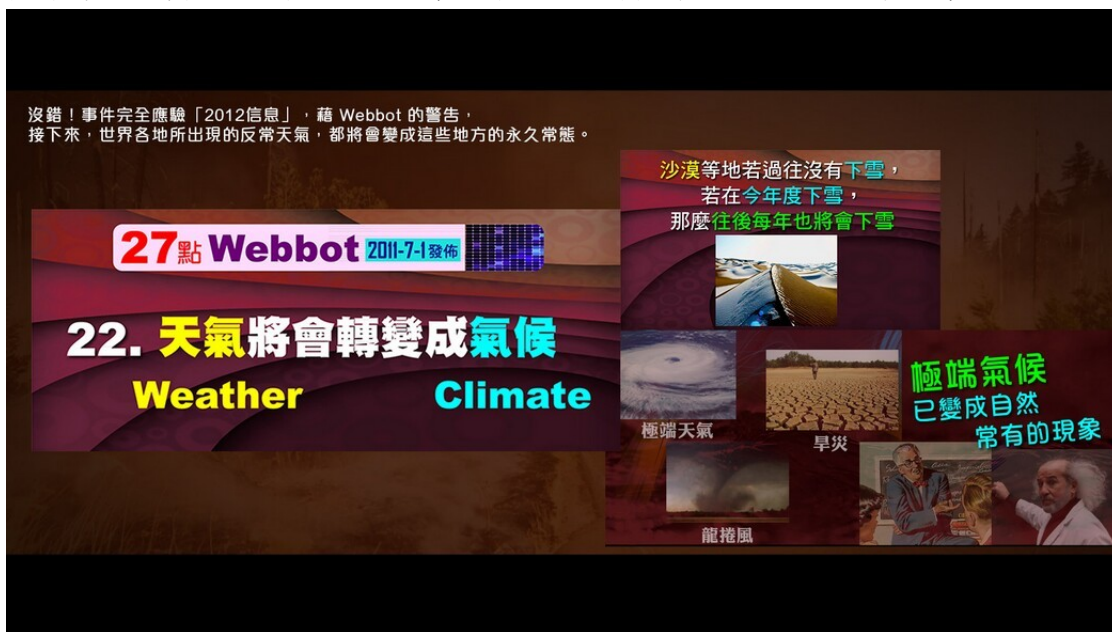 沒錯！事件完全應驗「2012信息」，藉 Webbot 的警告，
接下來，世界各地所出現的反常天氣，都將會變成這些地方的永久常態。
27點 Webbot 2011-7-1發佈
22. 天氣將會轉變成氣候
Weather Climate
沙漠等地若過往沒有下雪，
若在今年度下雪，
那麼往後每年也將會下雪
極端天氣
旱災
龍捲風
極端氣候
已變成自然
常有的現象